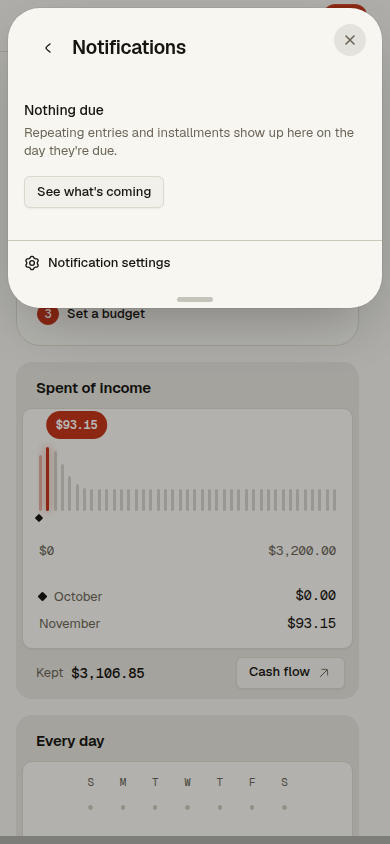 Notifications
Nothing due
Repeating entries and installments show up here on the
day they're due.
See what's coming
Notification settings
3 Set a budget
Spent of income
$93.15
$0 $3,200.00
October $0.00
November $93.15
Kept $3,106.85 Cash flow
Every day
S M T W T F S